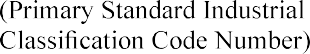 (Primary Standard Industrial
Classification Code Number)